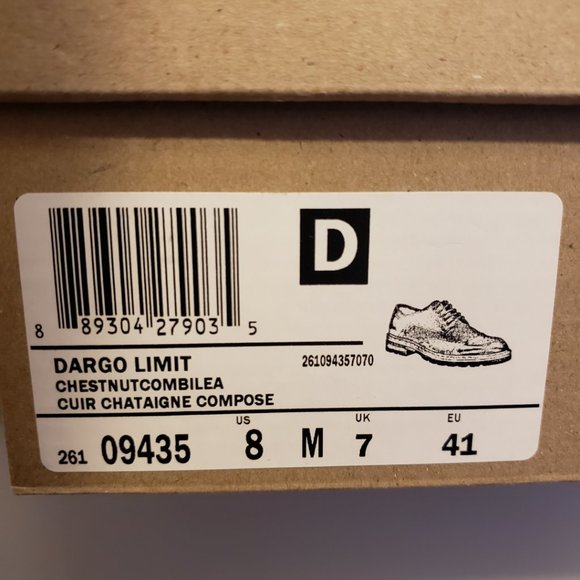 D
8 89304 27903 5
DARGO LIMIT 261094357070
CHESTNUTCOMBILEA
CUIR CHATAIGNE COMPOSE
US UK EU
261 09435 8 M 7 41